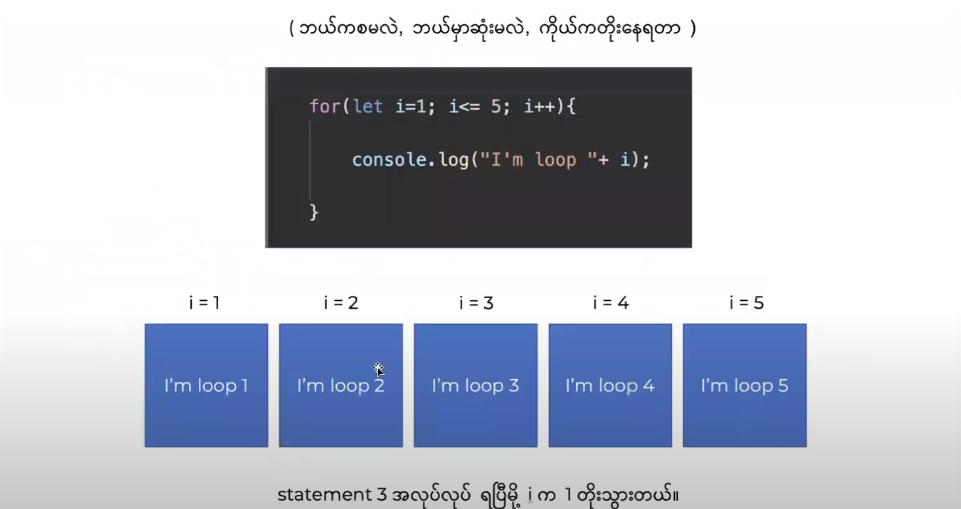 ( ဘယ်ကစမလဲ, ဘယ်မှာဆုံးမလဲ, ကိုယ်ကတိုးနေရတာ )
for(let i=1; i<= 5; i++){
console.log("I'm loop "+ i);
}
i = 1 i = 2 i = 3 i = 4 i = 5
I'm loop 1 I'm loop 2 I'm loop 3 I'm loop 4 I'm loop 5
statement 3 အလုပ်လုပ် ရပြီမို့ i က 1 တိုးသွားတယ်။